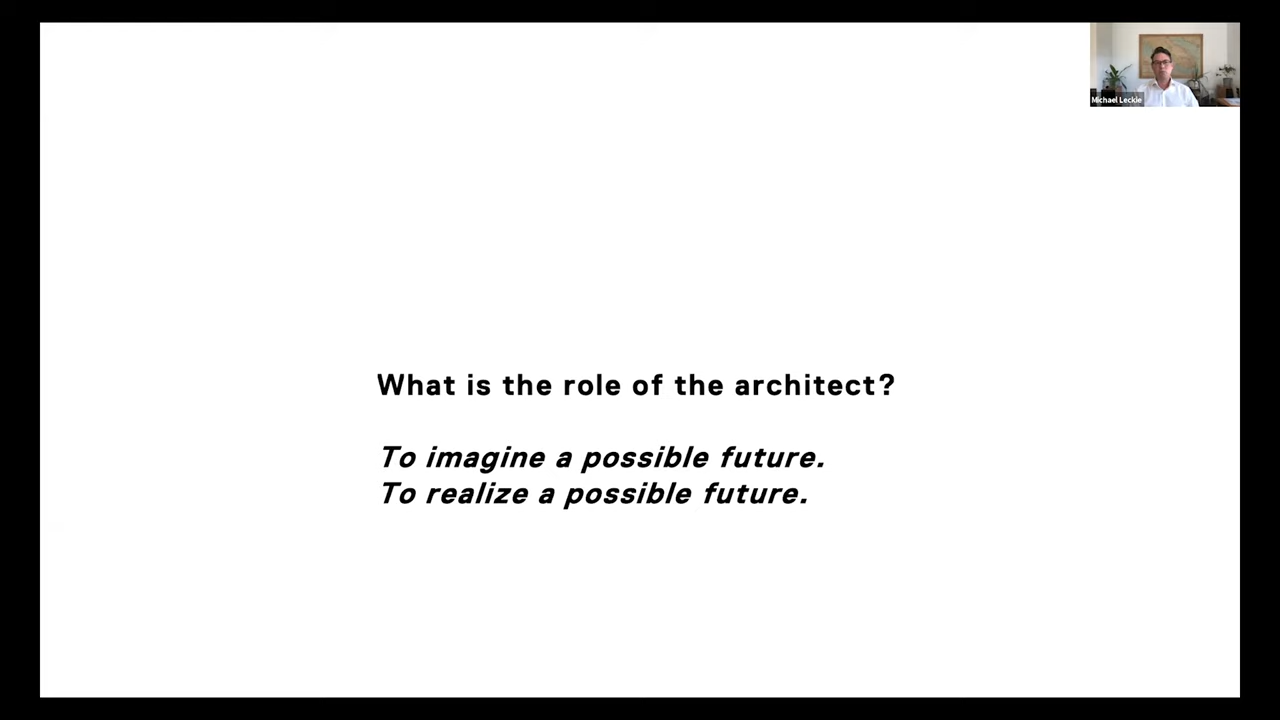 Michael Leckie
What is the role of the architect?
To imagine a possible future.
To realize a possible future.